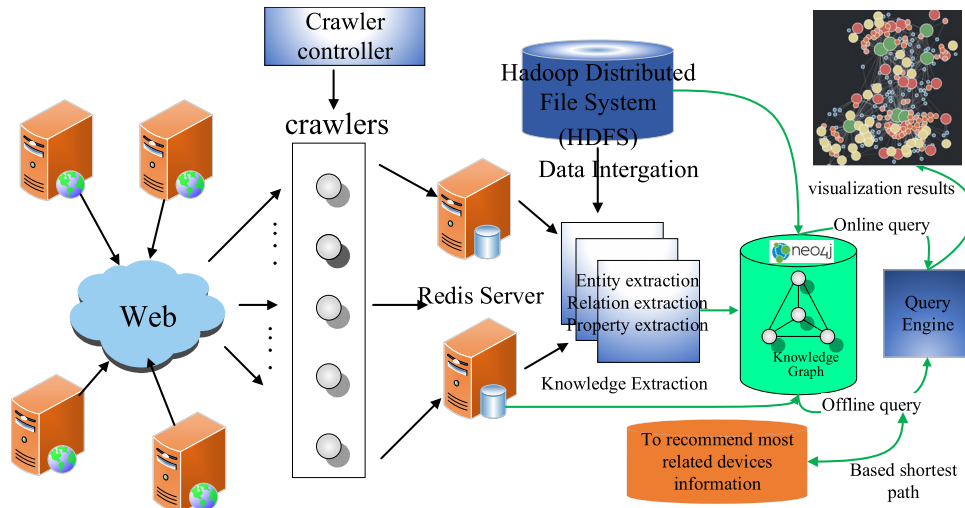 Crawler
controller
crawlers
Hadoop Distributed
File System
(HDFS)
Data Intergation
visualization results
Online query
neo4j
Web
Redis Server
Entity extraction
Relation extraction
Property extraction
Query
Engine
Knowledge
Graph
Knowledge Extraction
Offline query
To recommend most
related devices
information
Based shortest
path